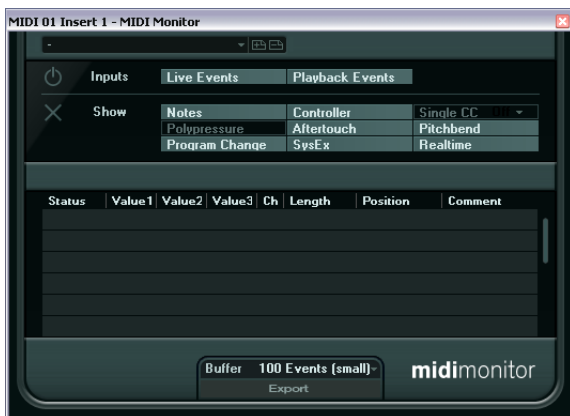 MIDI 01 Insert 1 - MIDI Monitor
-
Inputs Live Events Playback Events
Show Notes Controller Single CC
Polypressure Aftertouch Pitchbend
Program Change SysEx Realtime
Status Value1 Value2 Value3 Ch Length Position Comment
Buffer 100 Events (small)
Export
midimonitor